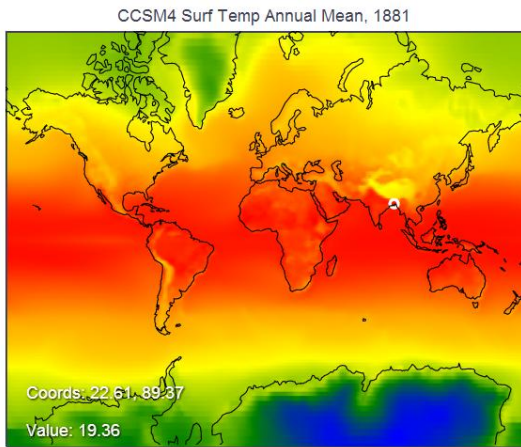 CCSM4 Surf Temp Annual Mean, 1881
Coords: 22.61, 89.37
Value: 19.36